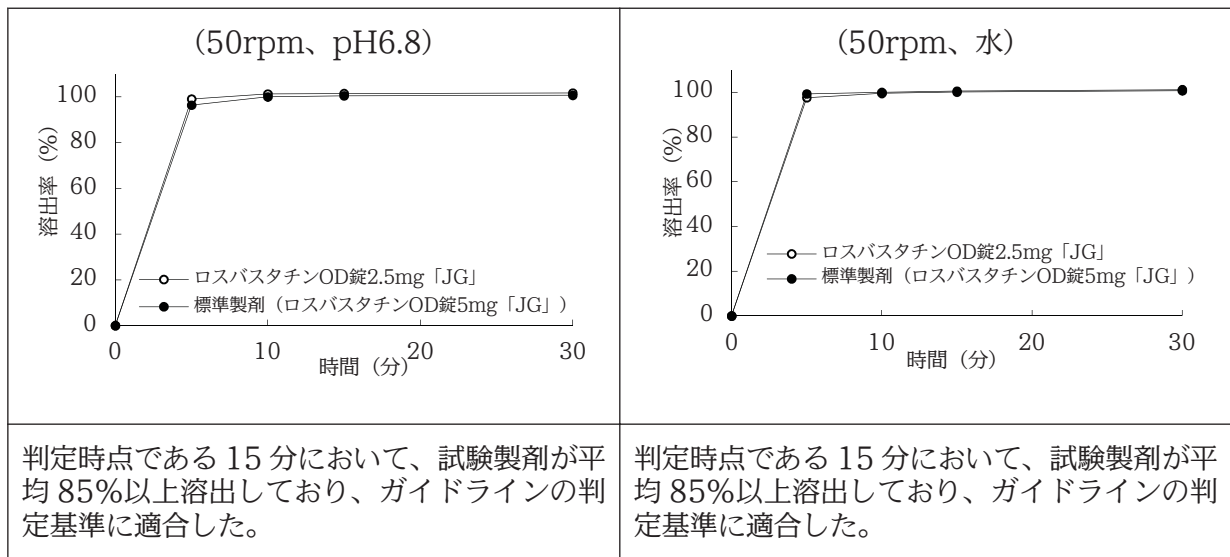 (50rpm、pH6.8)
溶出率 (%)
100
80
60
40
20
0
ロスバスタチンOD錠2.5mg「JG」
標準製剤（ロスバスタチンOD錠5mg「JG」）
0
10
20
30
時間（分）
判定時点である 15 分において、試験製剤が平
均 85%以上溶出しており、ガイドラインの判
定基準に適合した。
(50rpm、水)
溶出率 (%)
100
80
60
40
20
0
ロスバスタチンOD錠2.5mg「JG」
標準製剤（ロスバスタチンOD錠5mg「JG」）
0
10
20
30
時間（分）
判定時点である 15 分において、試験製剤が平
均 85%以上溶出しており、ガイドラインの判
定基準に適合した。